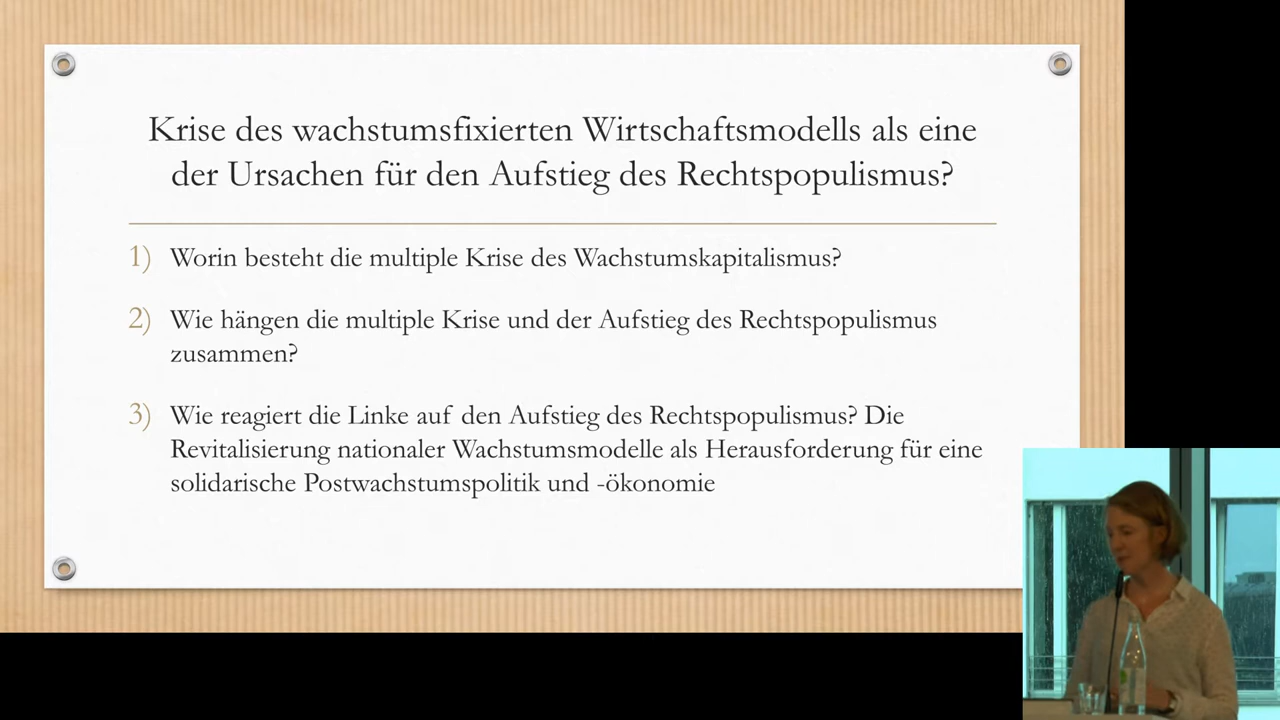 Krise des wachstumsfixierten Wirtschaftsmodells als eine
der Ursachen für den Aufstieg des Rechtspopulismus?
1) Worin besteht die multiple Krise des Wachstumskapitalismus?
2) Wie hängen die multiple Krise und der Aufstieg des Rechtspopulismus
zusammen?
3) Wie reagiert die Linke auf den Aufstieg des Rechtspopulismus? Die
Revitalisierung nationaler Wachstumsmodelle als Herausforderung für eine
solidarische Postwachstumspolitik und -ökonomie